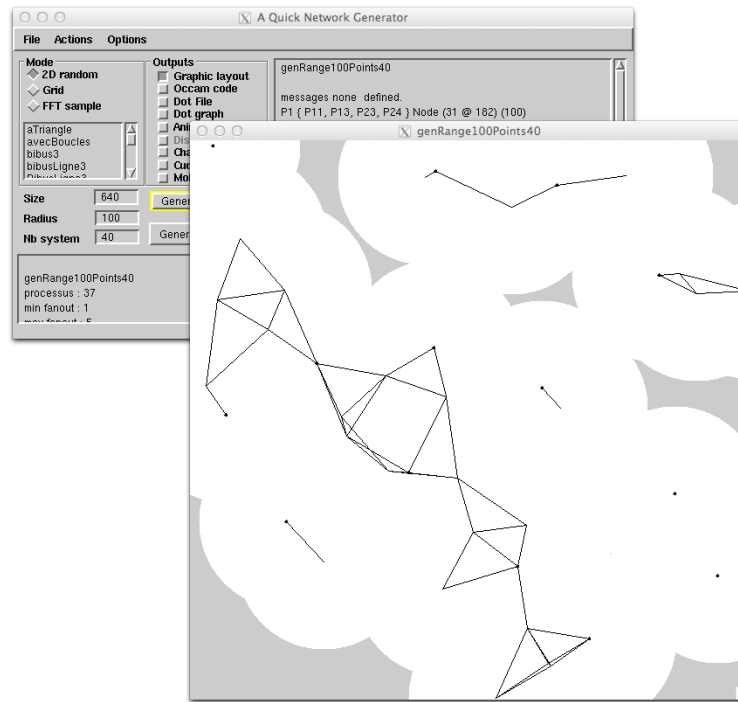 A Quick Network Generator
File Actions Options
Mode
2D random
Grid
FFT sample
aTriangle
avecBoucles
bibus3
bibusLigne3
Outputs
Graphic layout
Occam code
Dot File
Dot graph
genRange100Points40
messages none defined.
P1 { P11, P13, P23, P24 } Node (31 @ 182) (100)
Size 640
Radius 100
Nb system 40
genRange100Points40
processus : 37
min fanout : 1
genRange100Points40